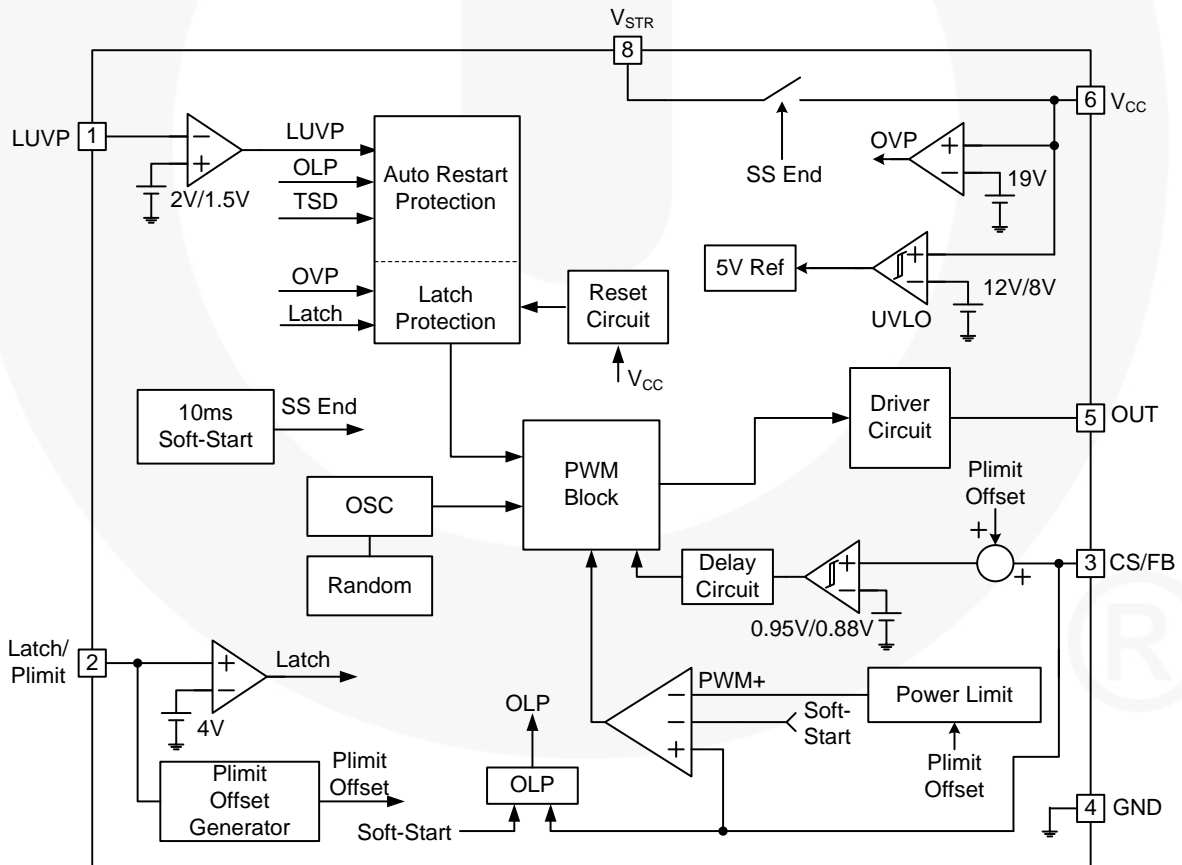 V_STR
8
LUVP
1
−
+
2V/1.5V
LUVP
OLP
TSD
Auto Restart
Protection
OVP
Latch
Latch
Protection
Reset
Circuit
V_CC
SS End
6
V_CC
OVP
+
−
19V
5V Ref
+
−
12V/8V
UVLO
10ms
Soft-Start
SS End
OSC
Random
PWM
Block
Driver
Circuit
5
OUT
Plimit
Offset
+
+
3
CS/FB
Delay
Circuit
+
−
0.95V/0.88V
Latch/
Plimit
2
+
−
4V
Latch
PWM+
−
−
+
Soft-
Start
Power Limit
Plimit
Offset
OLP
OLP
Plimit
Offset
Generator
Plimit
Offset
Soft-Start
4
GND
®